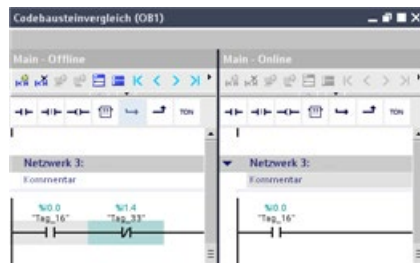 Codebausteinvergleich (OB1)
Main - Offline
Main - Online
TON
TON
Netzwerk 3:
Kommentar
%I0.0
"Tag_16"
%I1.4
"Tag_33"
Netzwerk 3:
Kommentar
%I0.0
"Tag_16"